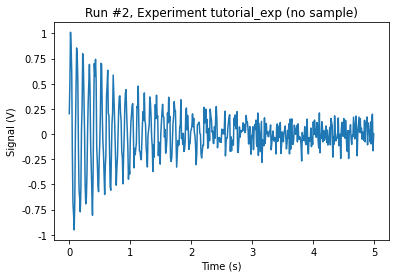 Run #2, Experiment tutorial_exp (no sample)
Signal (V)
1
0.75
0.50
0.25
0
-0.25
-0.5
-0.75
-1
0 1 2 3 4 5
Time (s)